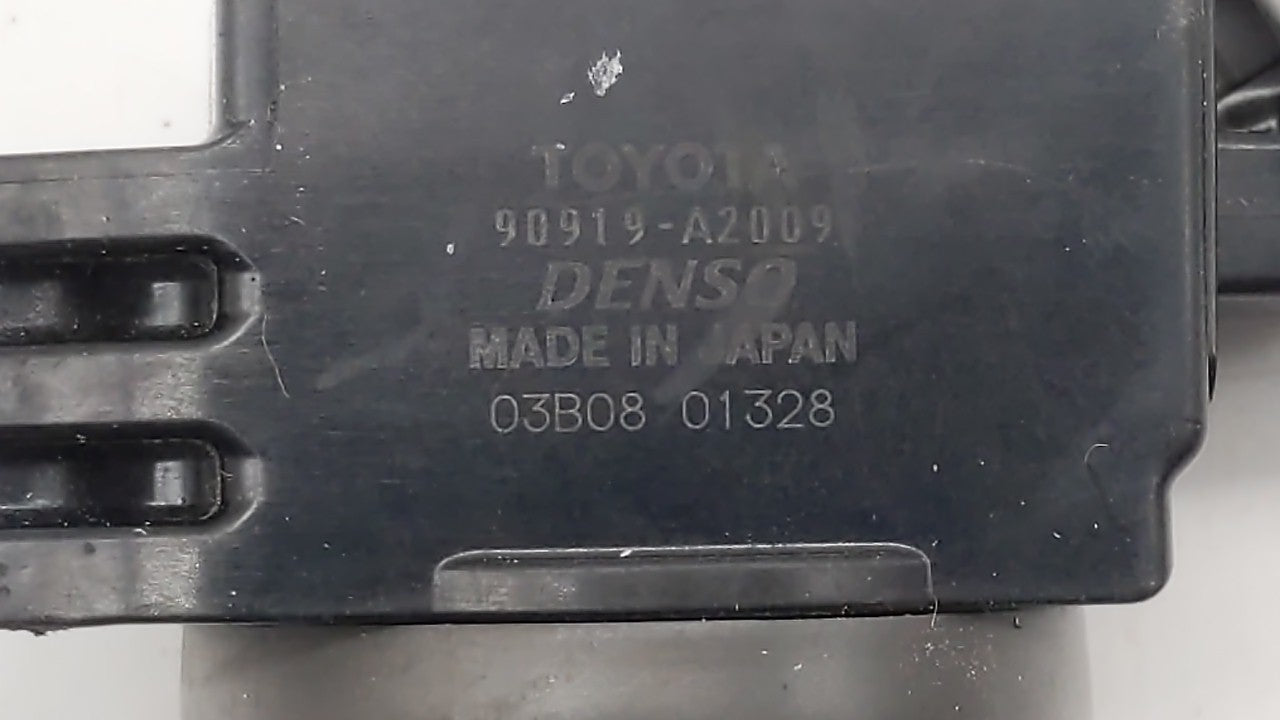 TOYOTA
90919-A2009
DENSO
MADE IN JAPAN
03B08 01328